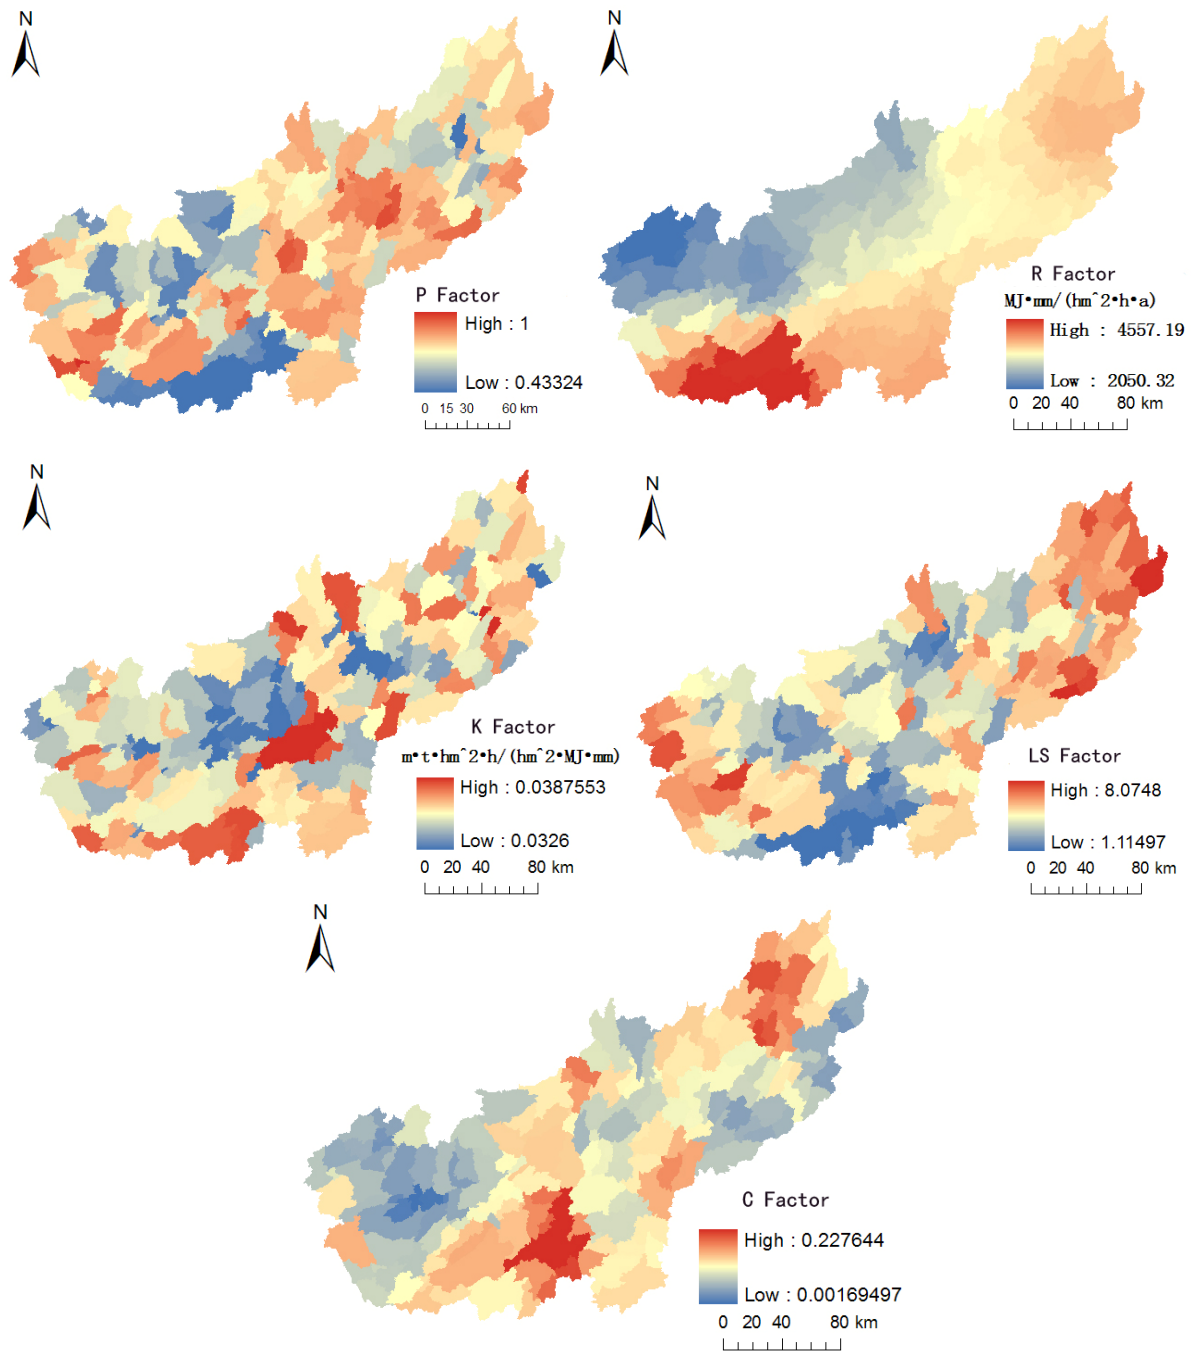 N
P Factor
High : 1
Low : 0.43324
0 15 30 60 km
N
R Factor
MJ•mm/(hm^2•h•a)
High : 4557.19
Low : 2050.32
0 20 40 80 km
N
K Factor
m•t•hm^2•h/(hm^2•MJ•mm)
High : 0.0387553
Low : 0.0326
0 20 40 80 km
N
LS Factor
High : 8.0748
Low : 1.11497
0 20 40 80 km
N
C Factor
High : 0.227644
Low : 0.00169497
0 20 40 80 km